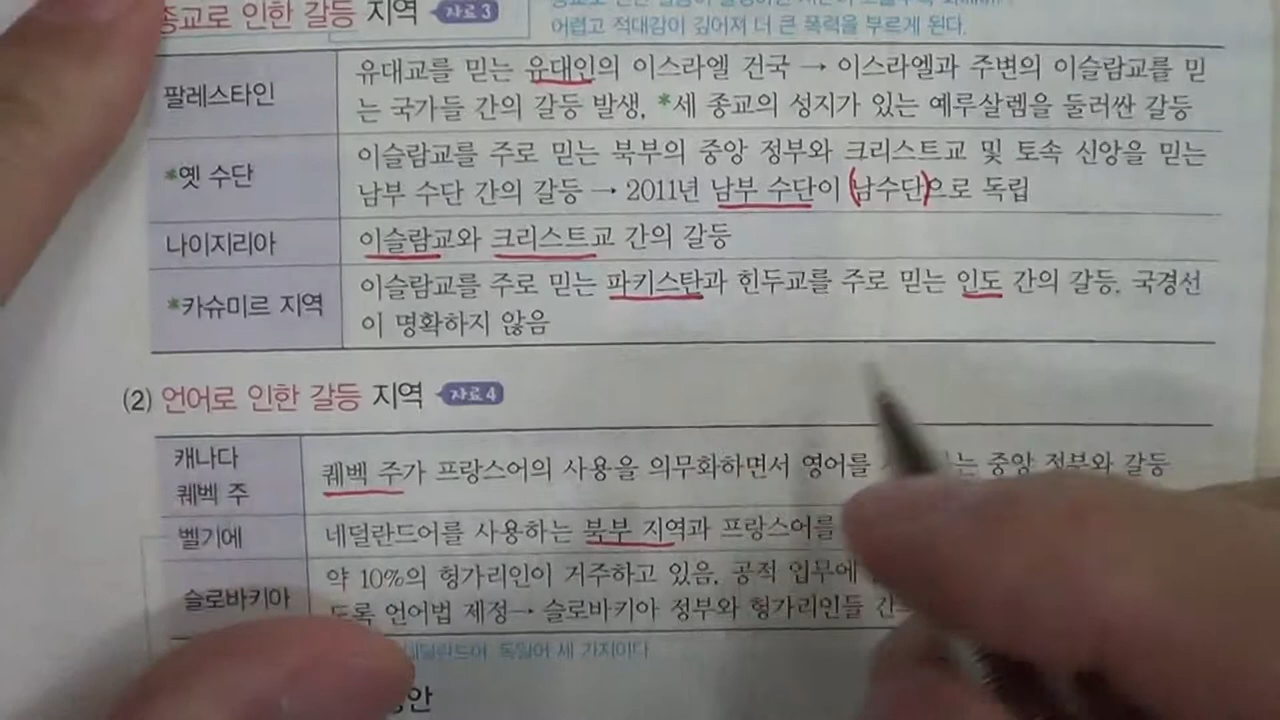 종교로 인한 갈등 지역 자료3
어렵고 적대감이 깊어져 더 큰 폭력을 부르게 된다.
팔레스타인
유대교를 믿는 유대인의 이스라엘 건국 → 이스라엘과 주변의 이슬람교를 믿
는 국가들 간의 갈등 발생, *세 종교의 성지가 있는 예루살렘을 둘러싼 갈등
*옛 수단
이슬람교를 주로 믿는 북부의 중앙 정부와 크리스트교 및 토속 신앙을 믿는
남부 수단 간의 갈등 → 2011년 남부 수단이 (남수단)으로 독립
나이지리아
이슬람교와 크리스트교 간의 갈등
*카슈미르 지역
이슬람교를 주로 믿는 파키스탄과 힌두교를 주로 믿는 인도 간의 갈등, 국경선
이 명확하지 않음
(2) 언어로 인한 갈등 지역 자료4
캐나다
퀘벡 주
퀘벡 주가 프랑스어의 사용을 의무화하면서 영어를 는 중앙 정부와 갈등
벨기에
네덜란드어를 사용하는 북부 지역과 프랑스어를
슬로바키아
약 10%의 헝가리인이 거주하고 있음. 공적 업무에
도록 언어법 제정→ 슬로바키아 정부와 헝가리인들 간
네덜란드어, 독일어 세 가지이다.